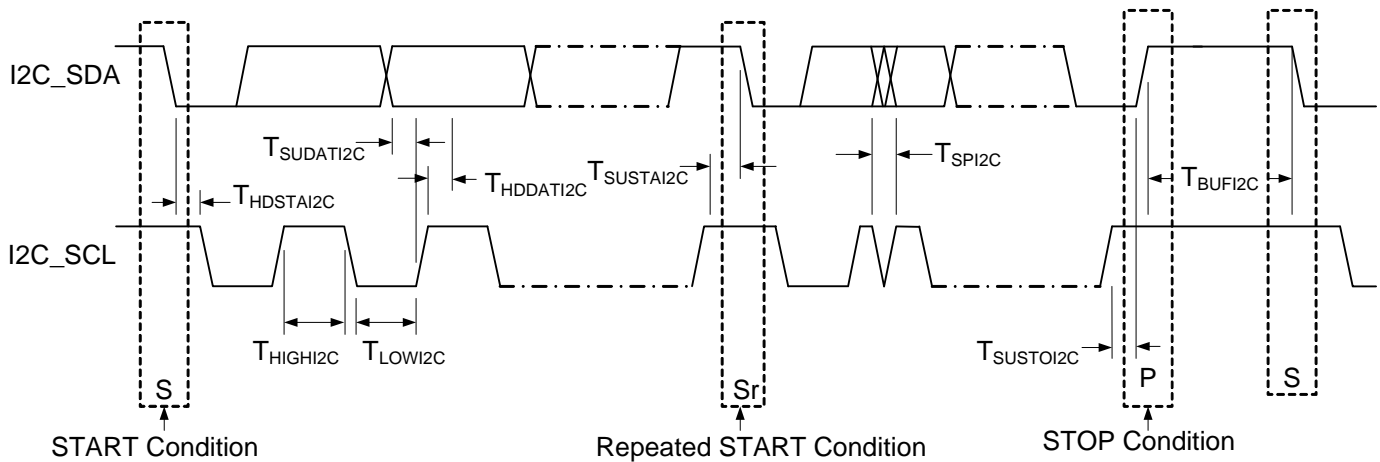 I2C_SDA
T_SUDATI2C
T_HDDATI2C
T_SUSTAI2C
T_SPI2C
T_BUFI2C
T_HDSTAI2C
I2C_SCL
T_HIGHI2C
T_LOWI2C
T_SUSTOI2C
S
Sr
P
S
START Condition
Repeated START Condition
STOP Condition